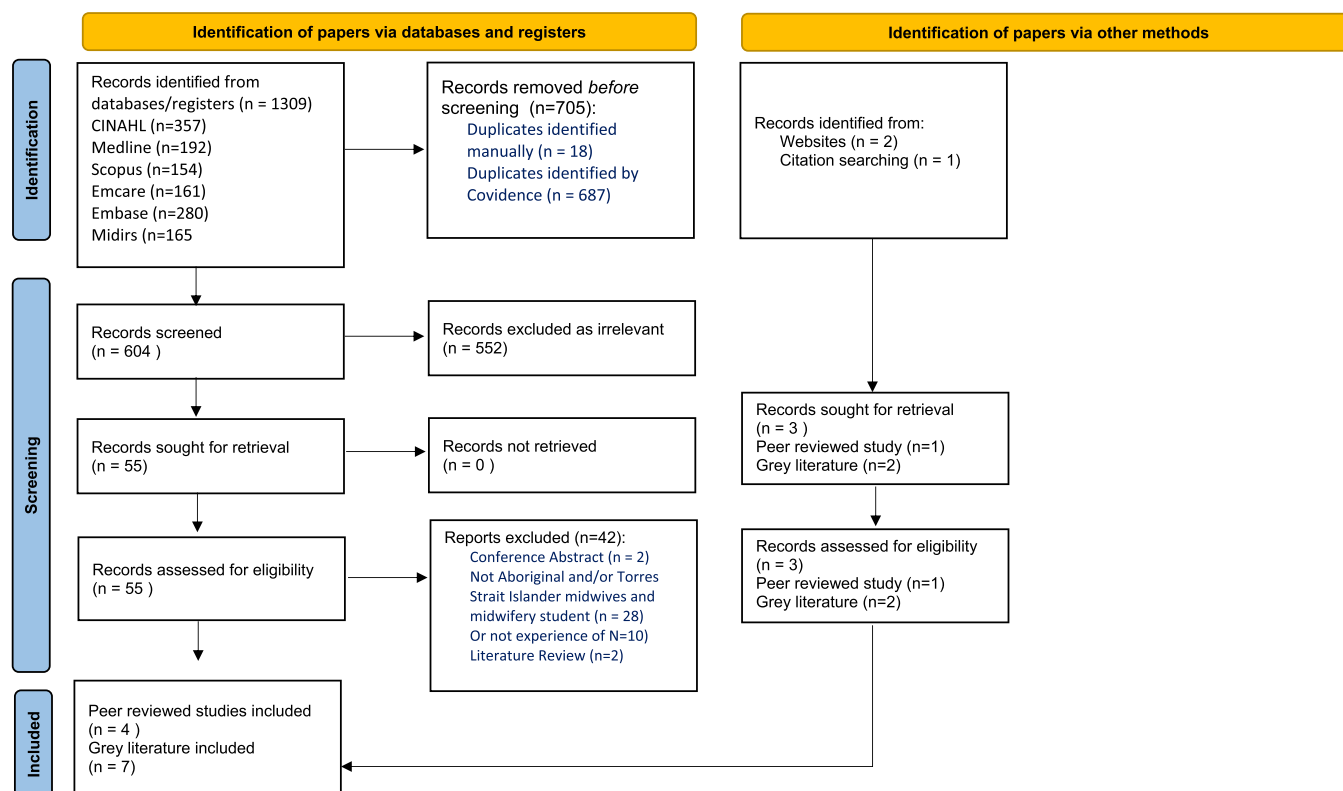 Identification of papers via databases and registers
Identification of papers via other methods
Identification
Records identified from
databases/registers (n = 1309)
CINAHL (n=357)
Medline (n=192)
Scopus (n=154)
Emcare (n=161)
Embase (n=280)
Midirs (n=165
Records removed before
screening (n=705):
Duplicates identified
manually (n = 18)
Duplicates identified by
Covidence (n = 687)
Records identified from:
Websites (n = 2)
Citation searching (n = 1)
Screening
Records screened
(n = 604 )
Records excluded as irrelevant
(n = 552)
Records sought for retrieval
(n = 55)
Records not retrieved
(n = 0 )
Records sought for retrieval
(n = 3 )
Peer reviewed study (n=1)
Grey literature (n=2)
Records assessed for eligibility
(n = 55 )
Reports excluded (n=42):
Conference Abstract (n = 2)
Not Aboriginal and/or Torres
Strait Islander midwives and
midwifery student (n = 28)
Or not experience of N=10)
Literature Review (n=2)
Records assessed for eligibility
(n = 3)
Peer reviewed study (n=1)
Grey literature (n=2)
Included
Peer reviewed studies included
(n = 4 )
Grey literature included
(n = 7)